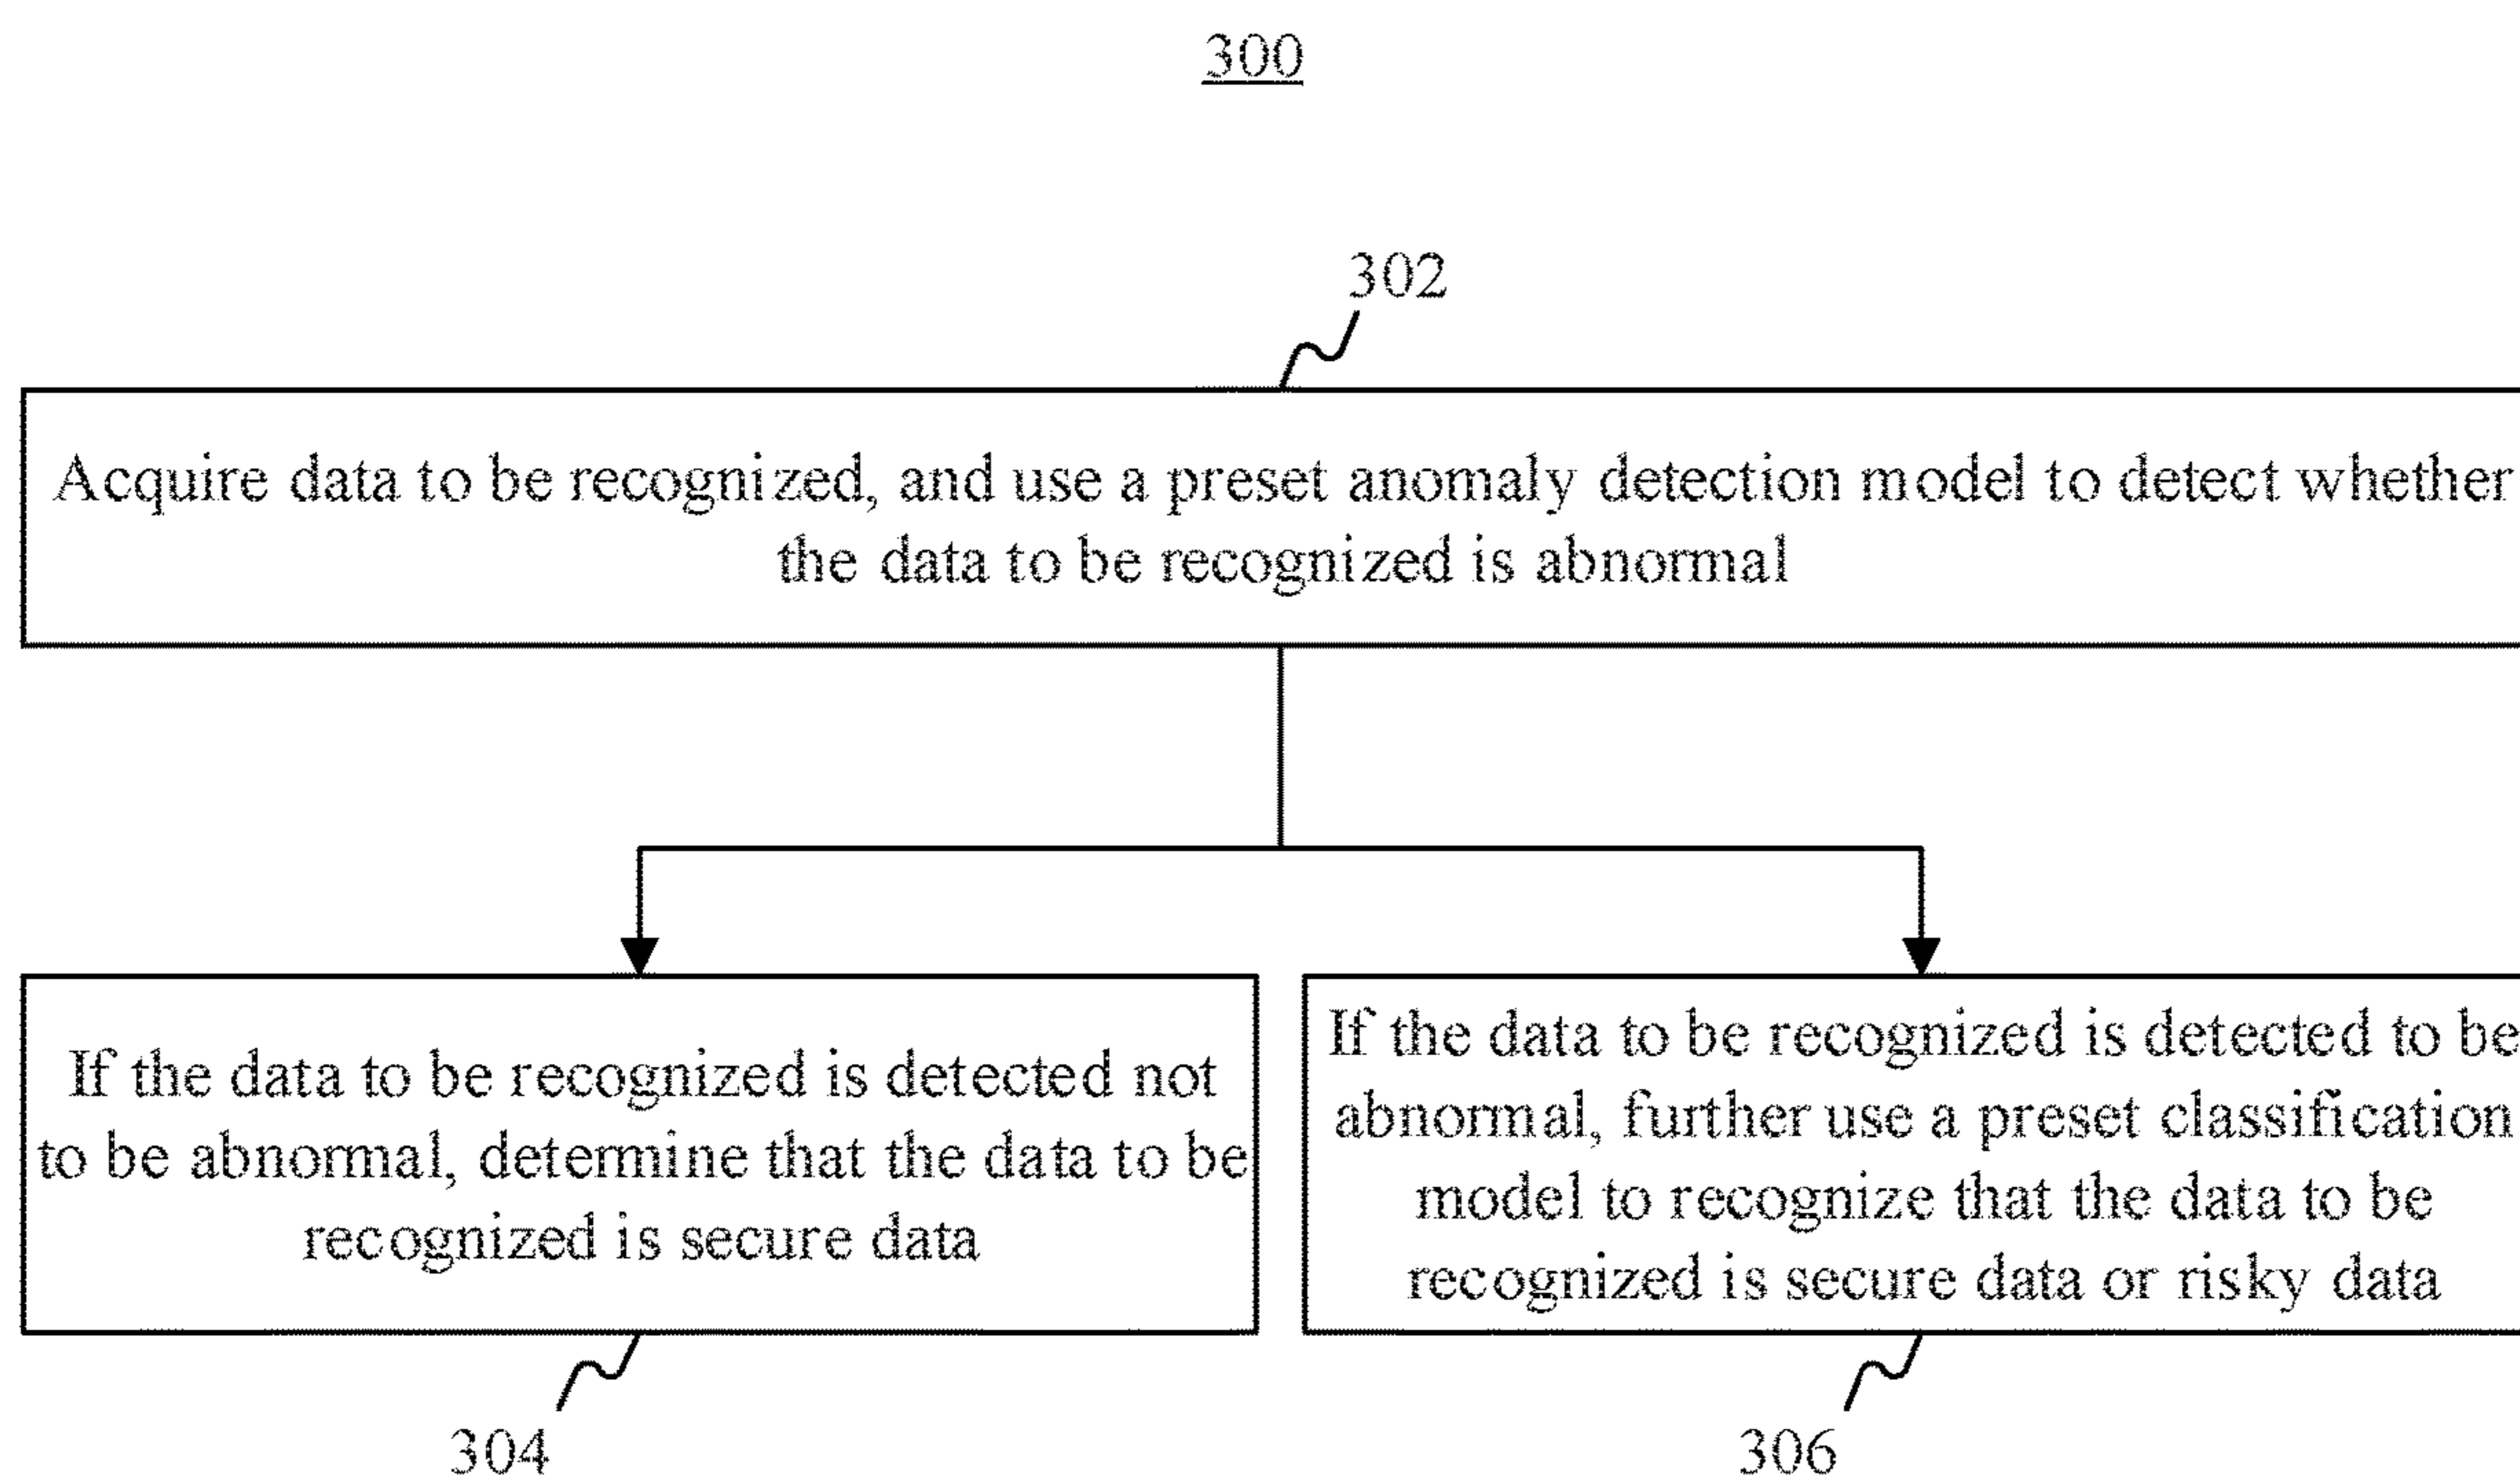 300
302
Acquire data to be recognized, and use a preset anomaly detection model to detect whether
the data to be recognized is abnormal
If the data to be recognized is detected not
to be abnormal, determine that the data to be
recognized is secure data
If the data to be recognized is detected to be
abnormal, further use a preset classification
model to recognize that the data to be
recognized is secure data or risky data
304
306